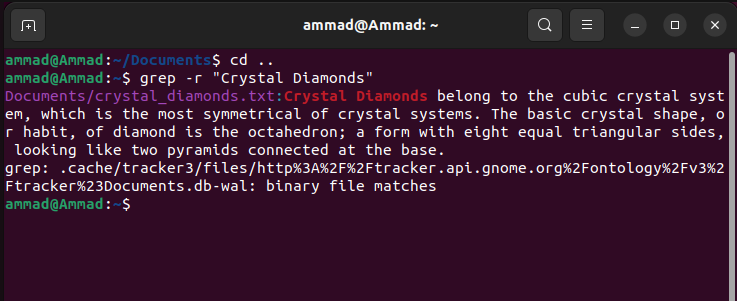 ammad@Ammad: ~
ammad@Ammad:~/Documents$ cd ..
ammad@Ammad:~$ grep -r "Crystal Diamonds"
Documents/crystal_diamonds.txt:Crystal Diamonds belong to the cubic crystal syst
em, which is the most symmetrical of crystal systems. The basic crystal shape, o
r habit, of diamond is the octahedron; a form with eight equal triangular sides,
 looking like two pyramids connected at the base.
grep: .cache/tracker3/files/http%3A%2F%2Ftracker.api.gnome.org%2Fontology%2Fv3%2
Ftracker%23Documents.db-wal: binary file matches
ammad@Ammad:~$